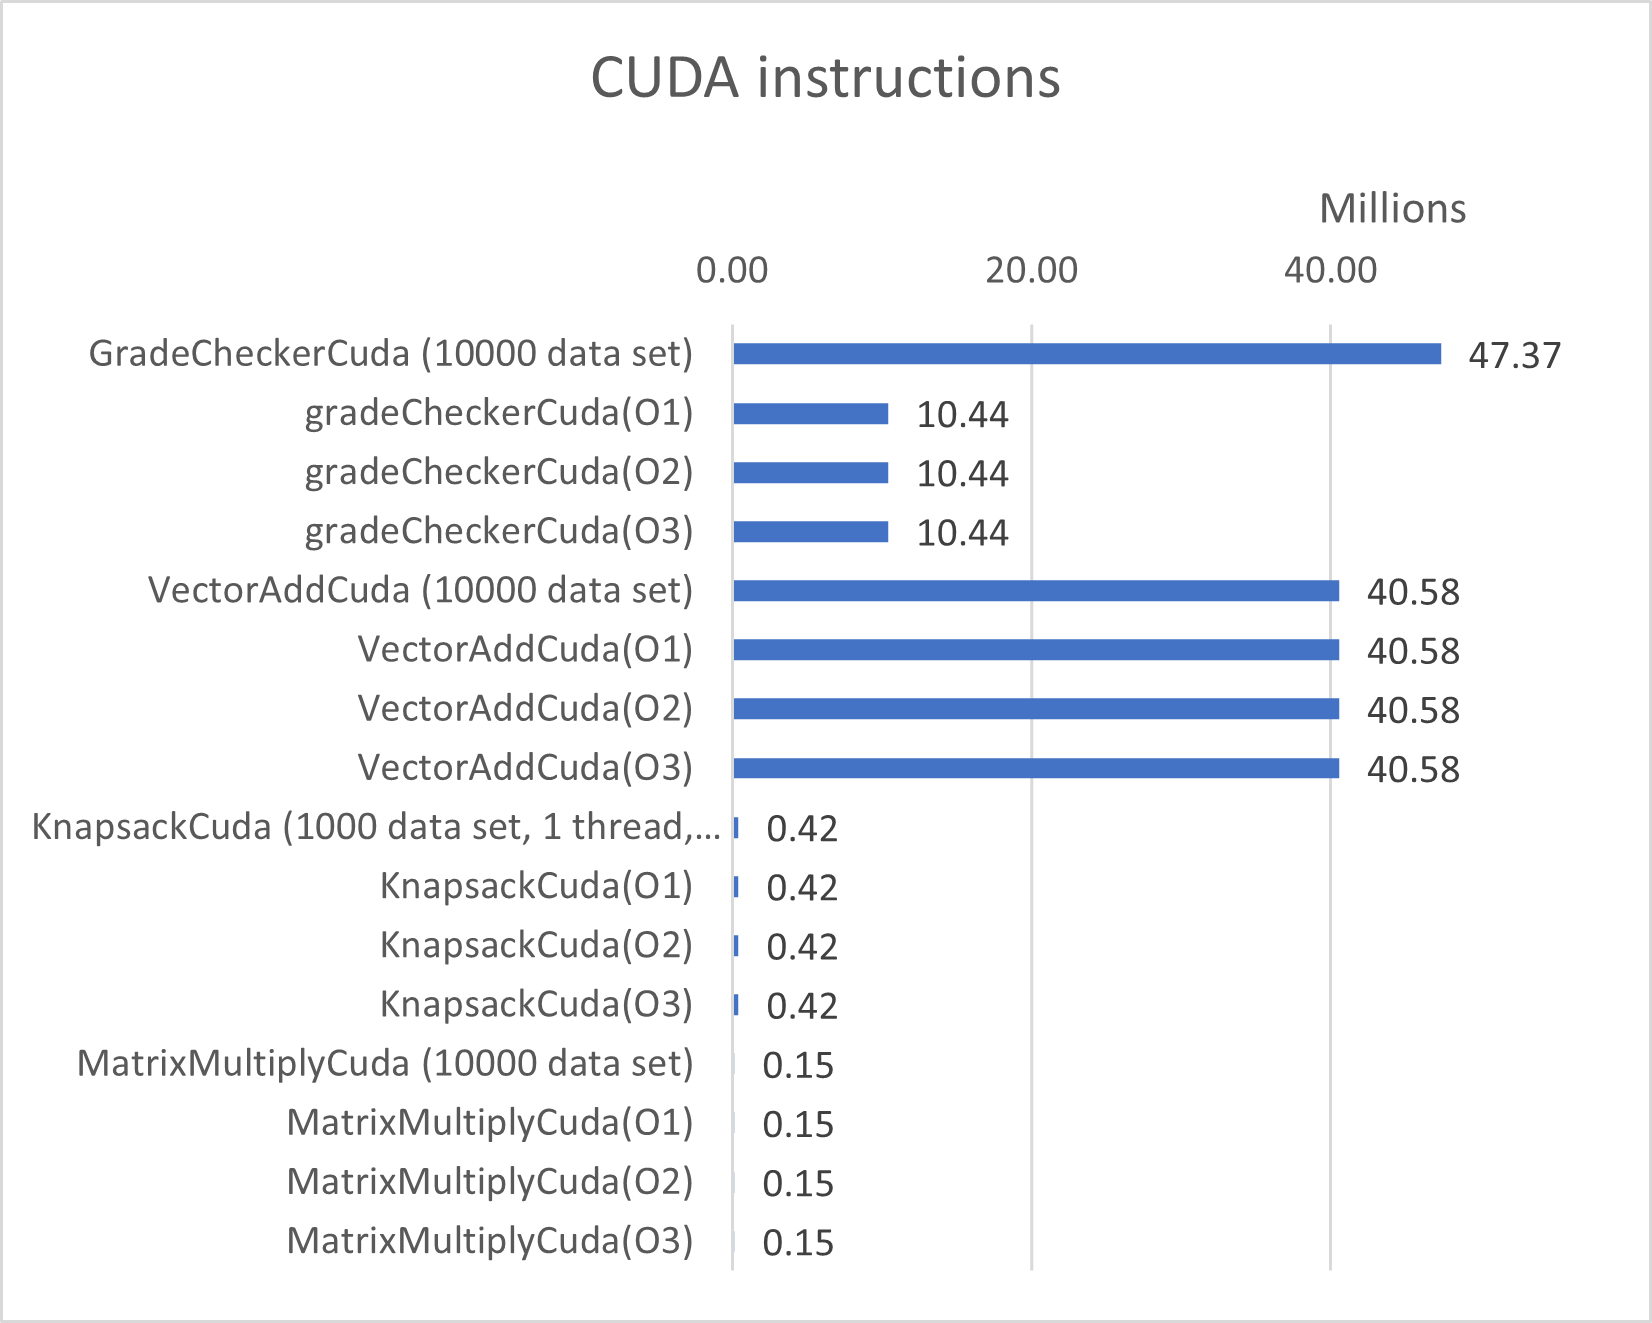 CUDA instructions
Millions
0.00 20.00 40.00
GradeCheckerCuda (10000 data set) 47.37
gradeCheckerCuda(O1) 10.44
gradeCheckerCuda(O2) 10.44
gradeCheckerCuda(O3) 10.44
VectorAddCuda (10000 data set) 40.58
VectorAddCuda(O1) 40.58
VectorAddCuda(O2) 40.58
VectorAddCuda(O3) 40.58
KnapsackCuda (1000 data set, 1 thread,... 0.42
KnapsackCuda(O1) 0.42
KnapsackCuda(O2) 0.42
KnapsackCuda(O3) 0.42
MatrixMultiplyCuda (10000 data set) 0.15
MatrixMultiplyCuda(O1) 0.15
MatrixMultiplyCuda(O2) 0.15
MatrixMultiplyCuda(O3) 0.15